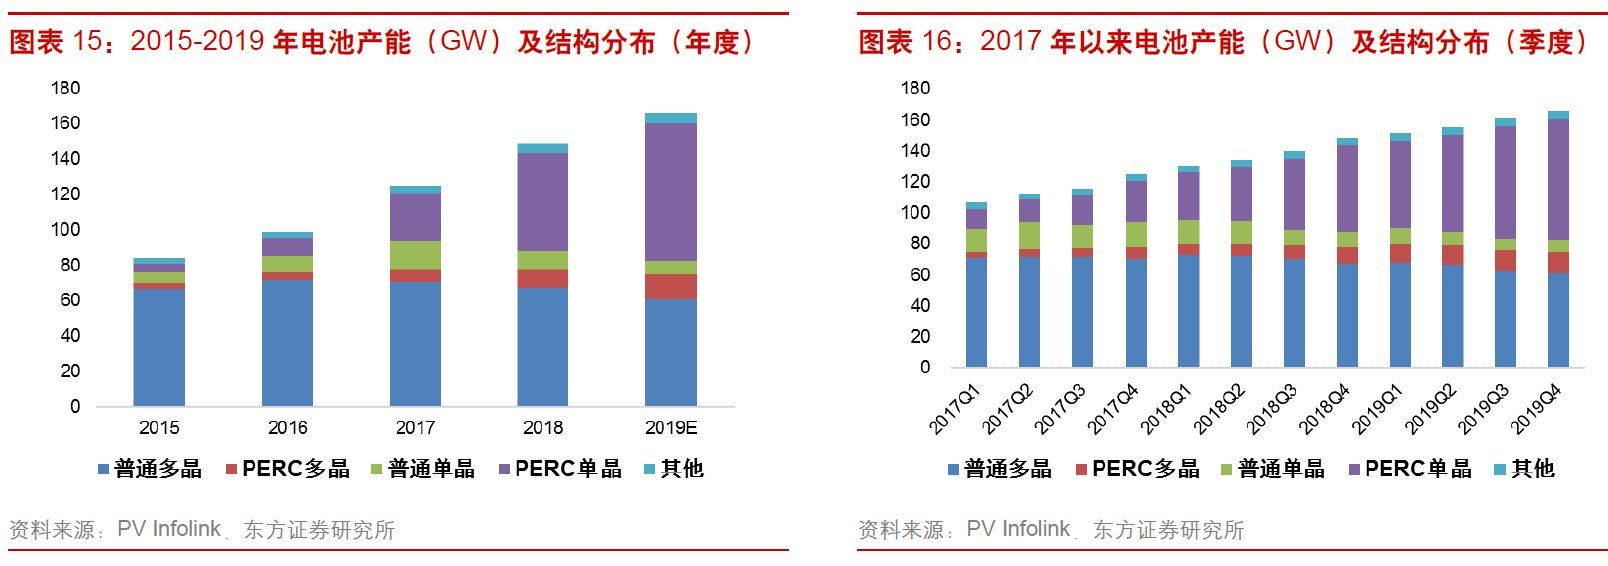 图表 15：2015-2019 年电池产能（GW）及结构分布（年度）
180
160
140
120
100
80
60
40
20
0
2015 2016 2017 2018 2019E
普通多晶 PERC多晶 普通单晶 PERC单晶 其他
资料来源：PV Infolink、东方证券研究所
图表 16：2017 年以来电池产能（GW）及结构分布（季度）
180
160
140
120
100
80
60
40
20
0
2017Q1 2017Q2 2017Q3 2017Q4 2018Q1 2018Q2 2018Q3 2018Q4 2019Q1 2019Q2 2019Q3 2019Q4
普通多晶 PERC多晶 普通单晶 PERC单晶 其他
资料来源：PV Infolink、东方证券研究所